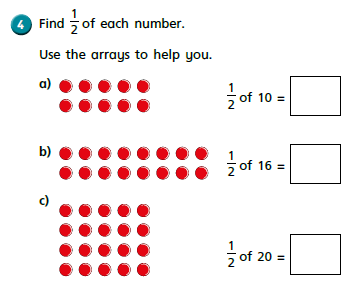 4 Find 1/2 of each number.
Use the arrays to help you.
a) 1/2 of 10 =
b) 1/2 of 16 =
c)
1/2 of 20 =